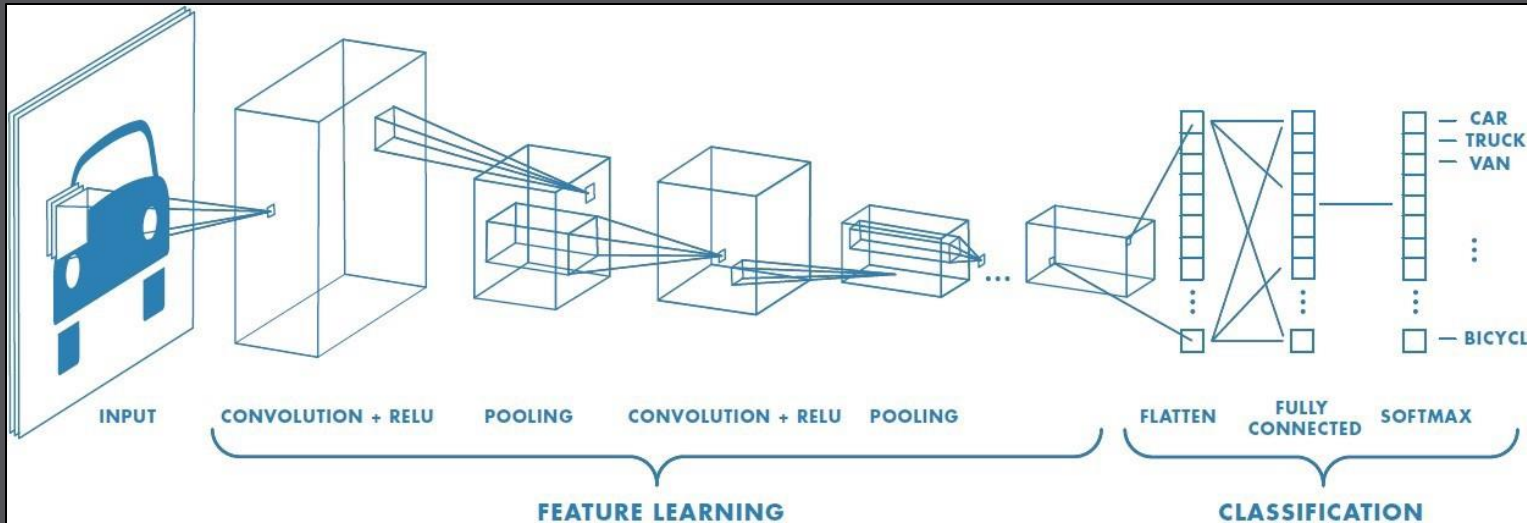 CAR
TRUCK
VAN
BICYCL
INPUT
CONVOLUTION + RELU
POOLING
CONVOLUTION + RELU
POOLING
FLATTEN
FULLY
CONNECTED
SOFTMAX
FEATURE LEARNING
CLASSIFICATION